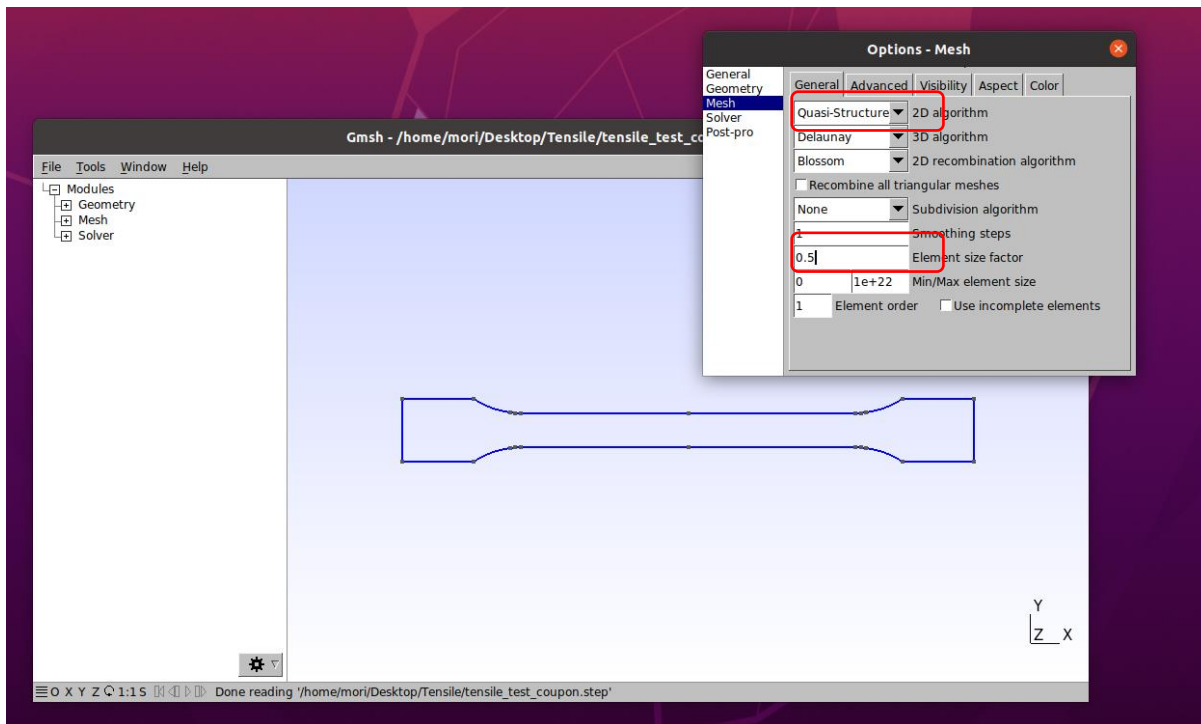 Options - Mesh
General
Geometry
Mesh
Solver
Post-pro
General Advanced Visibility Aspect Color
Quasi-Structure 2D algorithm
Delaunay 3D algorithm
Blossom 2D recombination algorithm
Recombine all triangular meshes
None Subdivision algorithm
1 Smoothing steps
0.5 Element size factor
0 1e+22 Min/Max element size
1 Element order Use incomplete elements
Gmsh - /home/mori/Desktop/Tensile/tensile_test_co
File Tools Window Help
Modules
Geometry
Mesh
Solver
Y
Z X
O X Y Z 1:1 S Done reading '/home/mori/Desktop/Tensile/tensile_test_coupon.step'